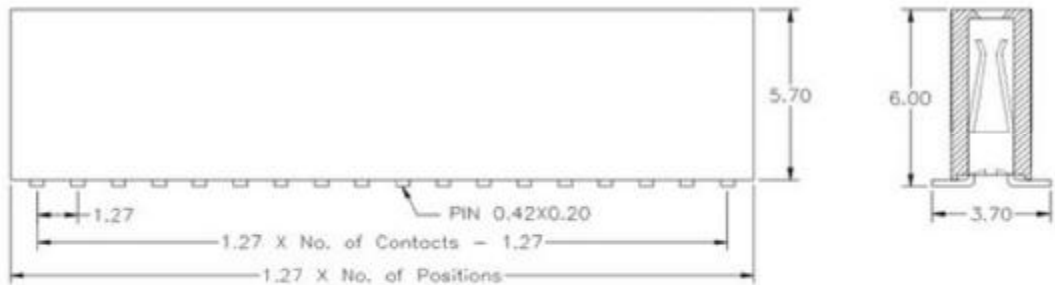 5.70
6.00
1.27
PIN 0.42X0.20
3.70
1.27 X No. of Contacts - 1.27
1.27 X No. of Positions